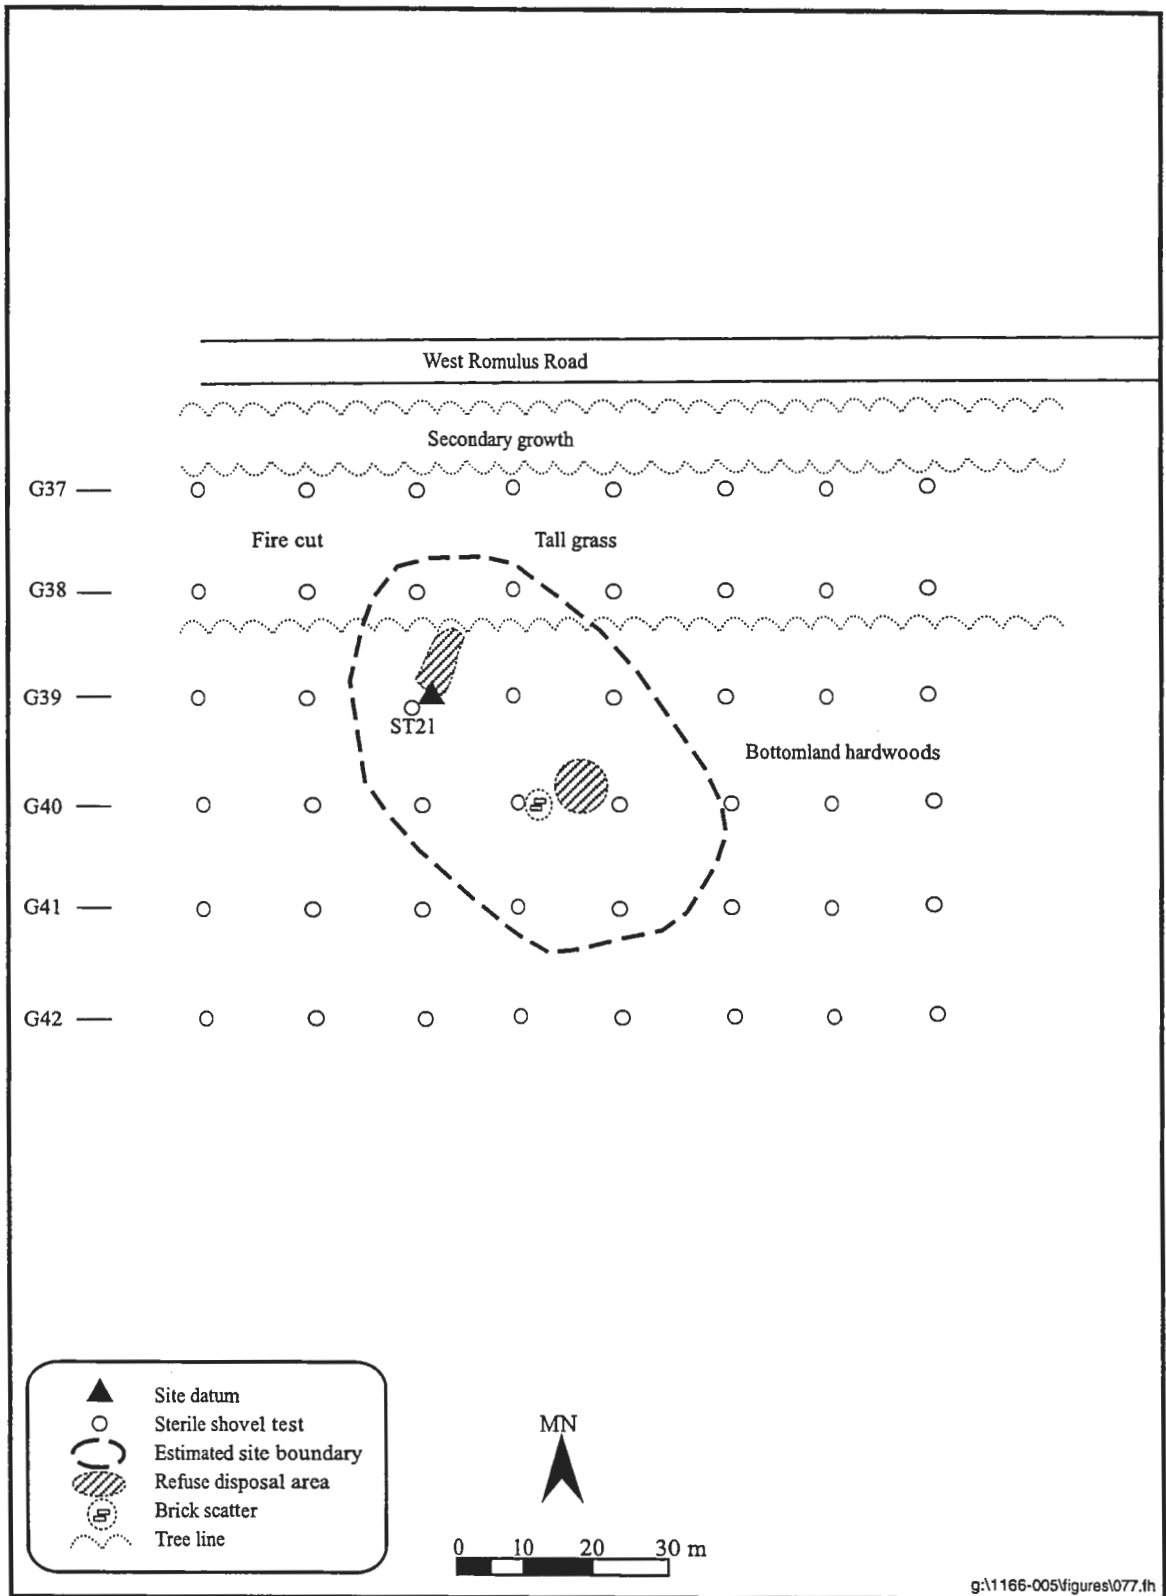 West Romulus Road
Secondary growth
G37
Fire cut
Tall grass
G38
G39
ST21
Bottomland hardwoods
G40
G41
G42
Site datum
Sterile shovel test
Estimated site boundary
Refuse disposal area
Brick scatter
Tree line
MN
0 10 20 30 m
g:\1166-005\figures\077.fh